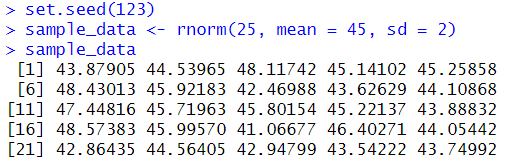 > set.seed(123)
> sample_data <- rnorm(25, mean = 45, sd = 2)
> sample_data
[1] 43.87905 44.53965 48.11742 45.14102 45.25858
[6] 48.43013 45.92183 42.46988 43.62629 44.10868
[11] 47.44816 45.71963 45.80154 45.22137 43.88832
[16] 48.57383 45.99570 41.06677 46.40271 44.05442
[21] 42.86435 44.56405 42.94799 43.54222 43.74992